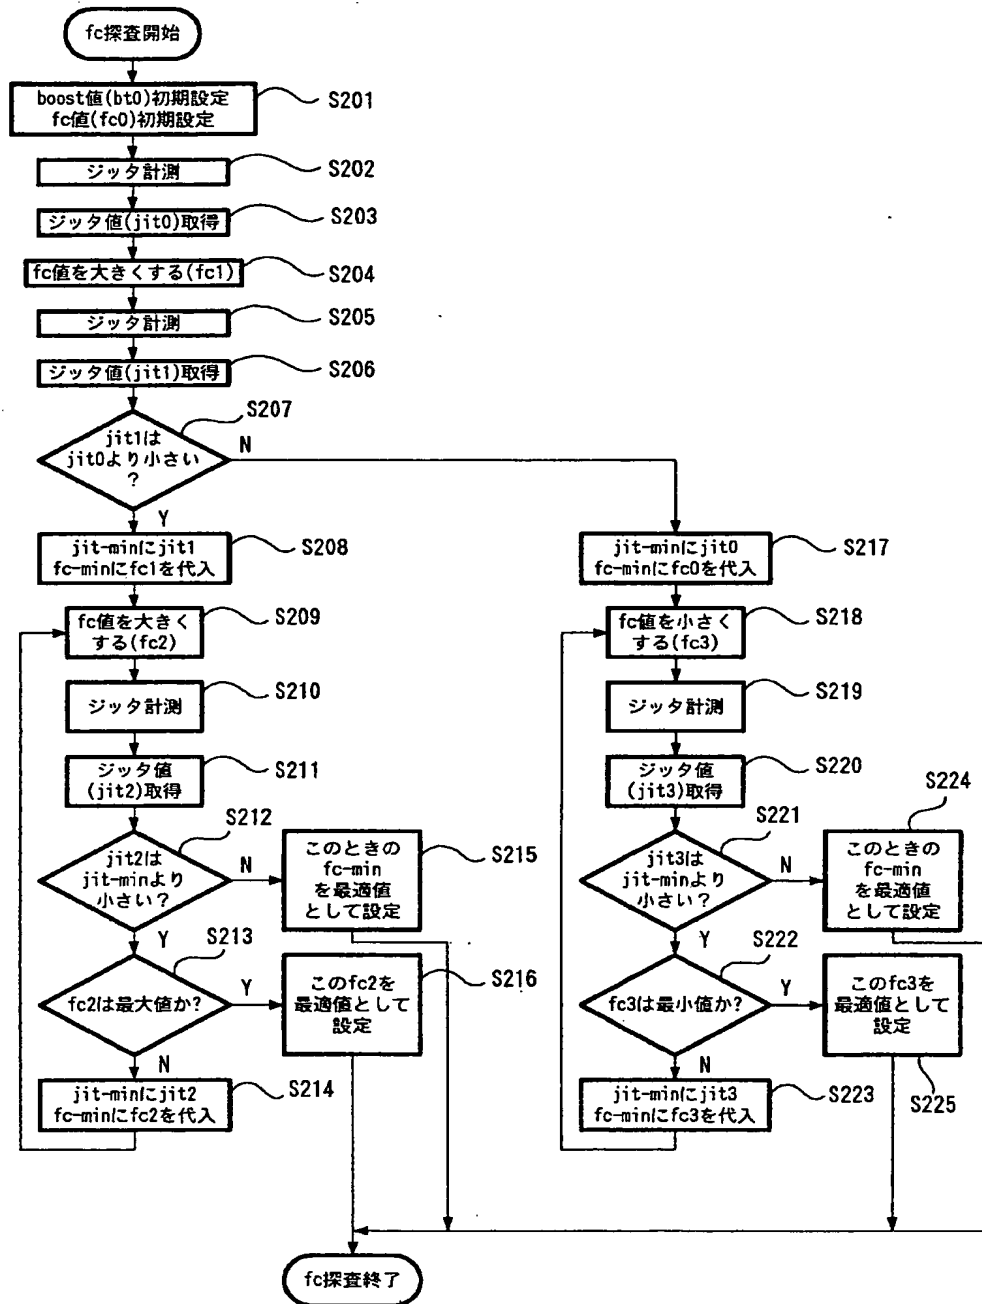 fc探査開始
boost値(bt0)初期設定
fc値(fc0)初期設定
S201
ジッタ計測
S202
ジッタ値(jit0)取得
S203
fc値を大きくする(fc1)
S204
ジッタ計測
S205
ジッタ値(jit1)取得
S206
jit1は
jit0より小さい
?
S207
N
Y
jit-minにjit1
fc-minにfc1を代入
S208
fc値を大きく
する(fc2)
S209
ジッタ計測
S210
ジッタ値
(jit2)取得
S211
jit2は
jit-minより
小さい?
S212
N
Y
このときの
fc-min
を最適値
として設定
S215
fc2は最大値か?
S213
Y
N
このfc2を
最適値として
設定
S216
jit-minにjit2
fc-minにfc2を代入
S214
jit-minにjit0
fc-minにfc0を代入
S217
fc値を小さく
する(fc3)
S218
ジッタ計測
S219
ジッタ値
(jit3)取得
S220
jit3は
jit-minより
小さい?
S221
N
Y
このときの
fc-min
を最適値
として設定
S224
fc3は最小値か?
S222
Y
N
このfc3を
最適値として
設定
S225
jit-minにjit3
fc-minにfc3を代入
S223
fc探査終了